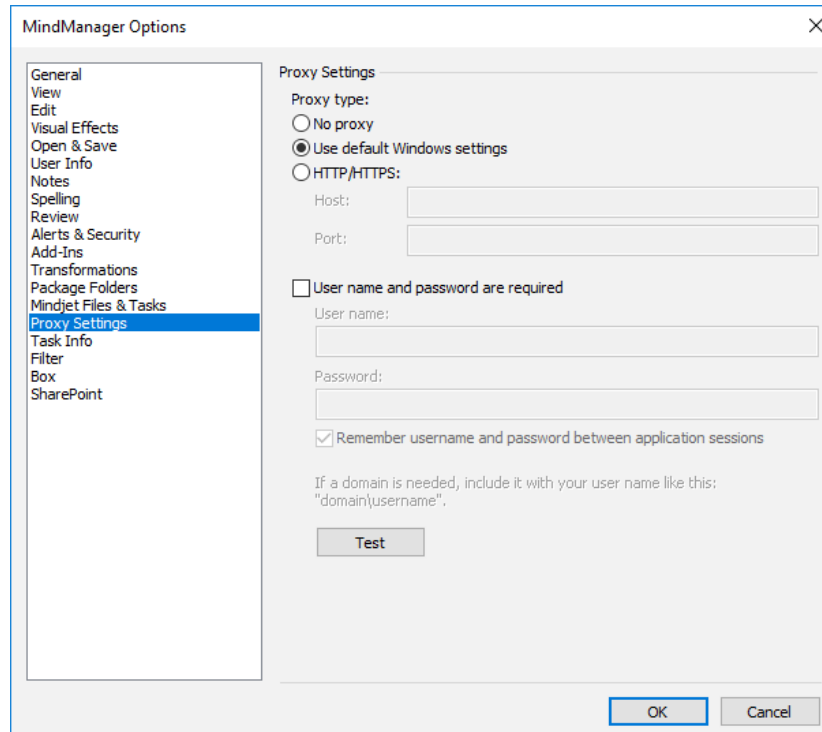 MindManager Options
General
View
Edit
Visual Effects
Open & Save
User Info
Notes
Spelling
Review
Alerts & Security
Add-Ins
Transformations
Package Folders
Mindjet Files & Tasks
Proxy Settings
Task Info
Filter
Box
SharePoint
Proxy Settings
Proxy type:
No proxy
Use default Windows settings
HTTP/HTTPS:
Host:
Port:
User name and password are required
User name:
Password:
Remember username and password between application sessions
If a domain is needed, include it with your user name like this:
"domain\username".
Test
OK
Cancel